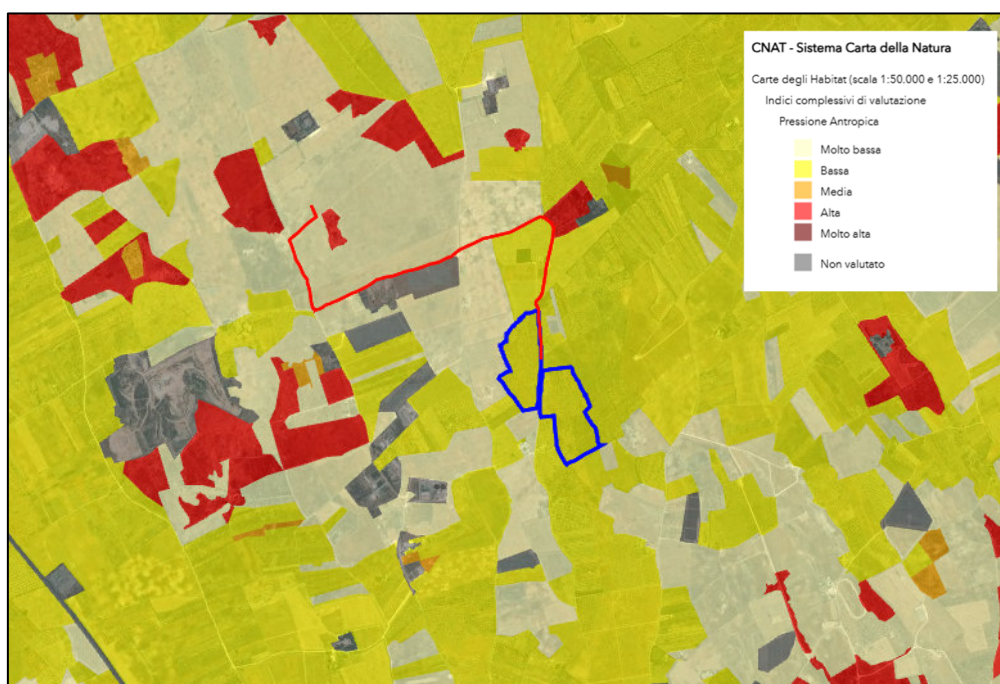 CNAT - Sistema Carta della Natura
Carte degli Habitat (scala 1:50.000 e 1:25.000)
Indici complessivi di valutazione
Pressione Antropica
Molto bassa
Bassa
Media
Alta
Molto alta
Non valutato